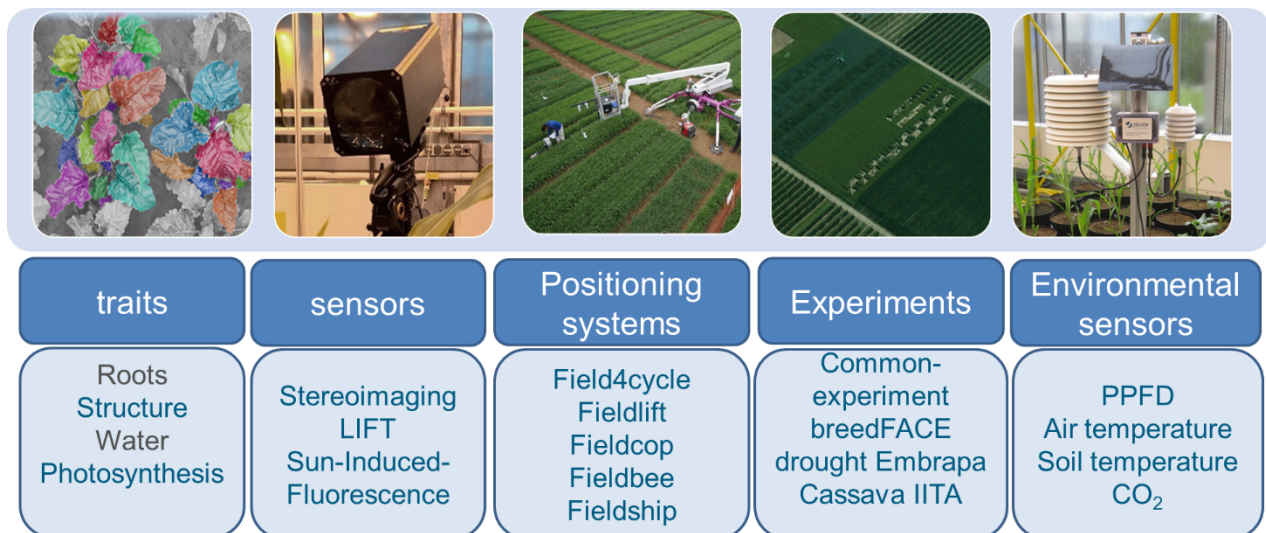 JÜLICH
traits
sensors
Positioning
systems
Experiments
Environmental
sensors
Roots
Structure
Water
Photosynthesis
Stereoimaging
LIFT
Sun-Induced-
Fluorescence
Field4cycle
Fieldlift
Fieldcop
Fieldbee
Fieldship
Common-
experiment
breedFACE
drought Embrapa
Cassava IITA
PPFD
Air temperature
Soil temperature
CO₂